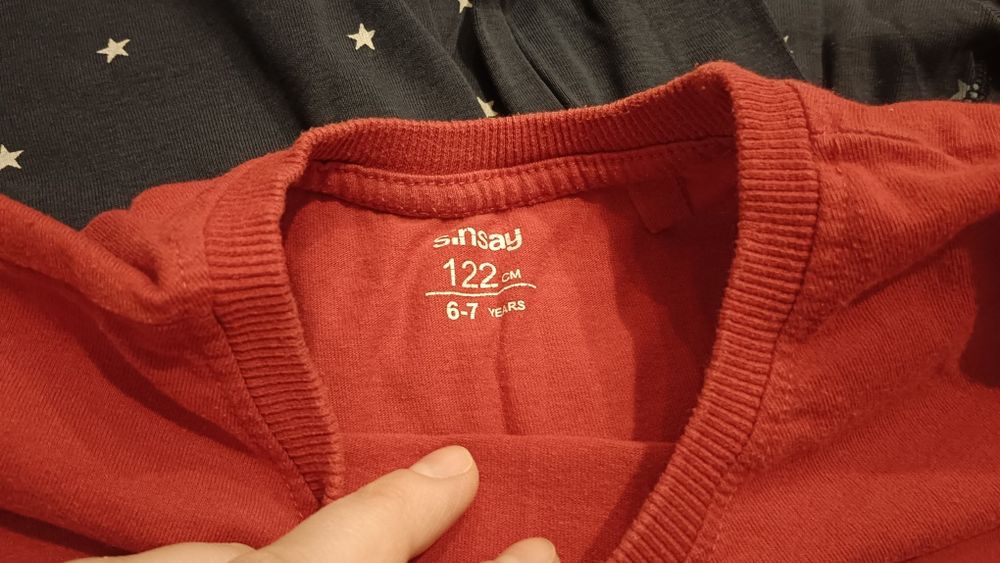 sinsay
122 CM
6-7 YEARS